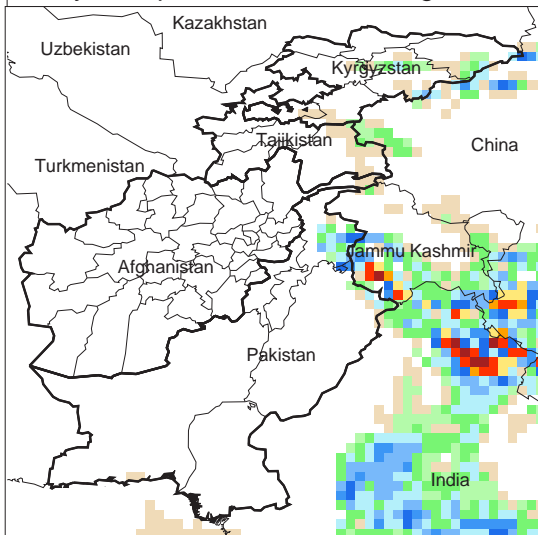 Kazakhstan
Uzbekistan
Kyrgyzstan
Tajikistan
China
Turkmenistan
Jammu Kashmir
Afghanistan
Pakistan
India